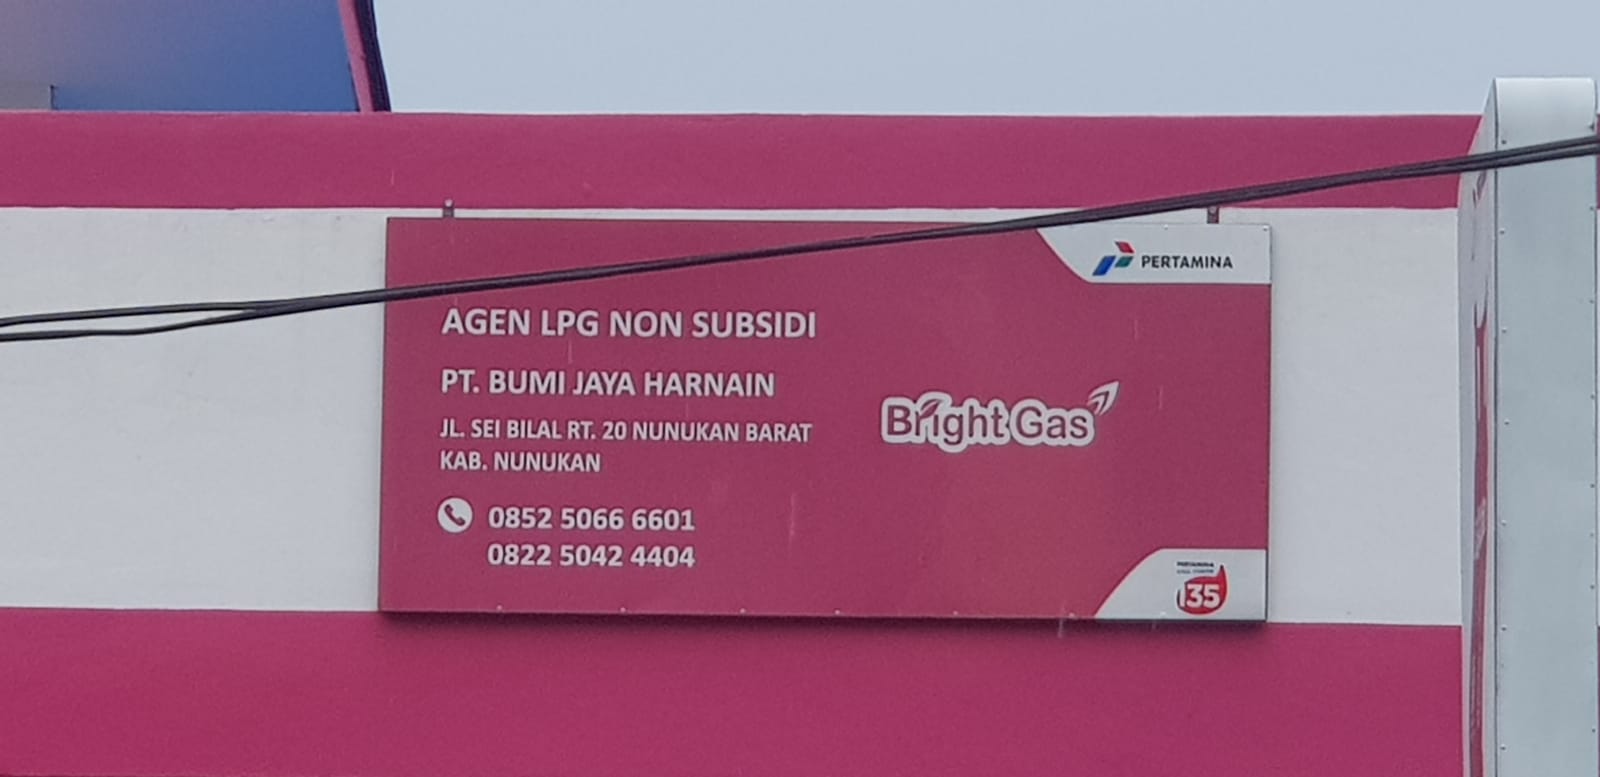 PERTAMINA
AGEN LPG NON SUBSIDI
PT. BUMI JAYA HARNAIN
JL. SEI BILAL RT. 20 NUNUKAN BARAT
KAB. NUNUKAN
Bright Gas
0852 5066 6601
0822 5042 4404
PERTAMINA
135